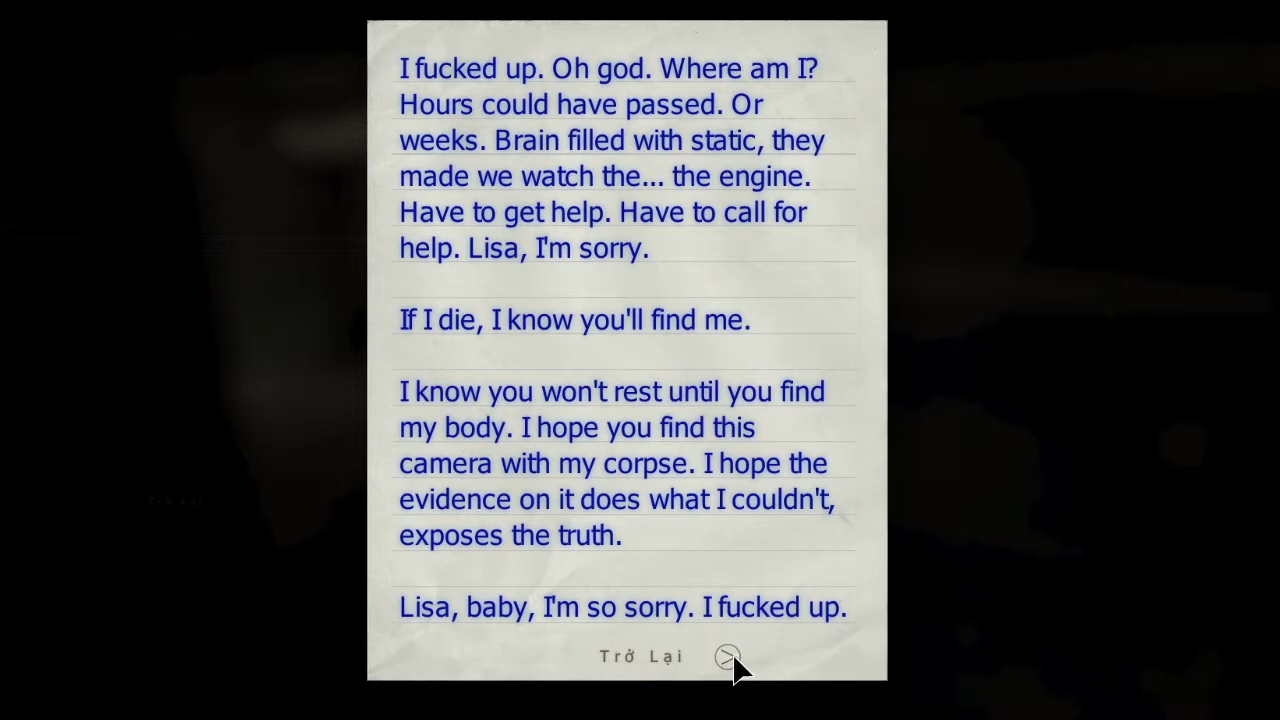 I fucked up. Oh god. Where am I?
Hours could have passed. Or
weeks. Brain filled with static, they
made we watch the... the engine.
Have to get help. Have to call for
help. Lisa, I'm sorry.
If I die, I know you'll find me.
I know you won't rest until you find
my body. I hope you find this
camera with my corpse. I hope the
evidence on it does what I couldn't,
exposes the truth.
Lisa, baby, I'm so sorry. I fucked up.
Trở Lại